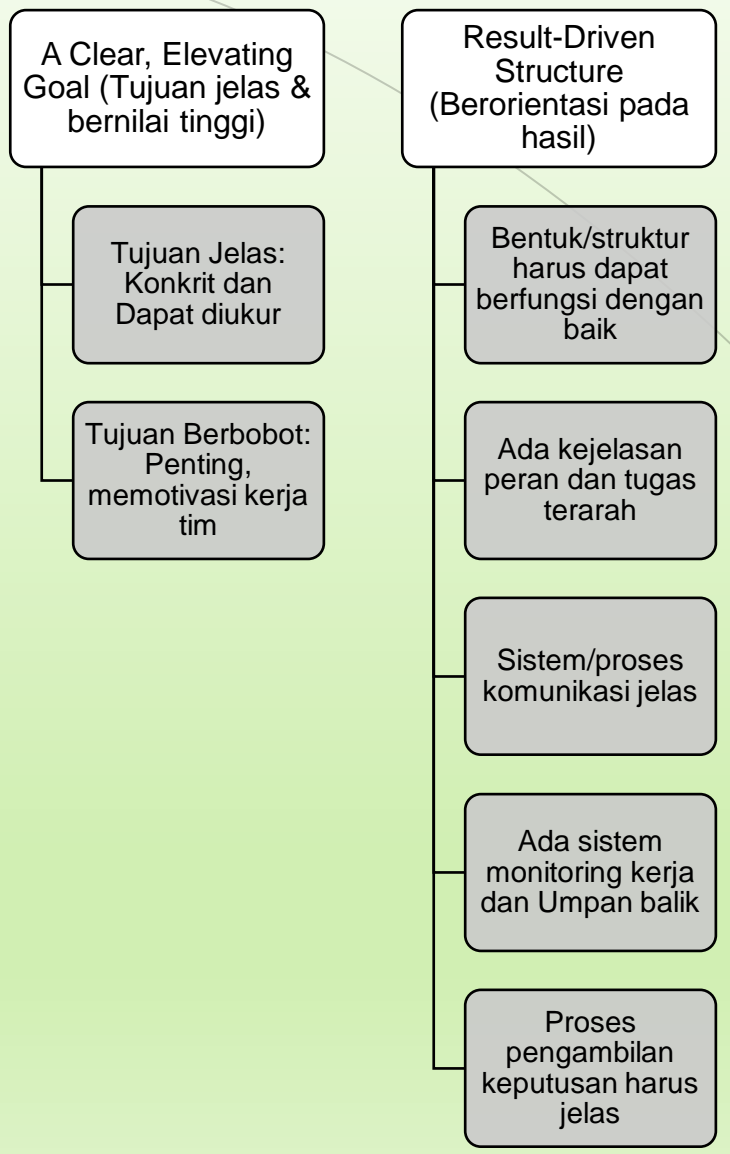 A Clear, Elevating
Goal (Tujuan jelas &
bernilai tinggi)
Tujuan Jelas:
Konkrit dan
Dapat diukur
Tujuan Berbobot:
Penting,
memotivasi kerja
tim
Result-Driven
Structure
(Berorientasi pada
hasil)
Bentuk/struktur
harus dapat
berfungsi dengan
baik
Ada kejelasan
peran dan tugas
terarah
Sistem/proses
komunikasi jelas
Ada sistem
monitoring kerja
dan Umpan balik
Proses
pengambilan
keputusan harus
jelas